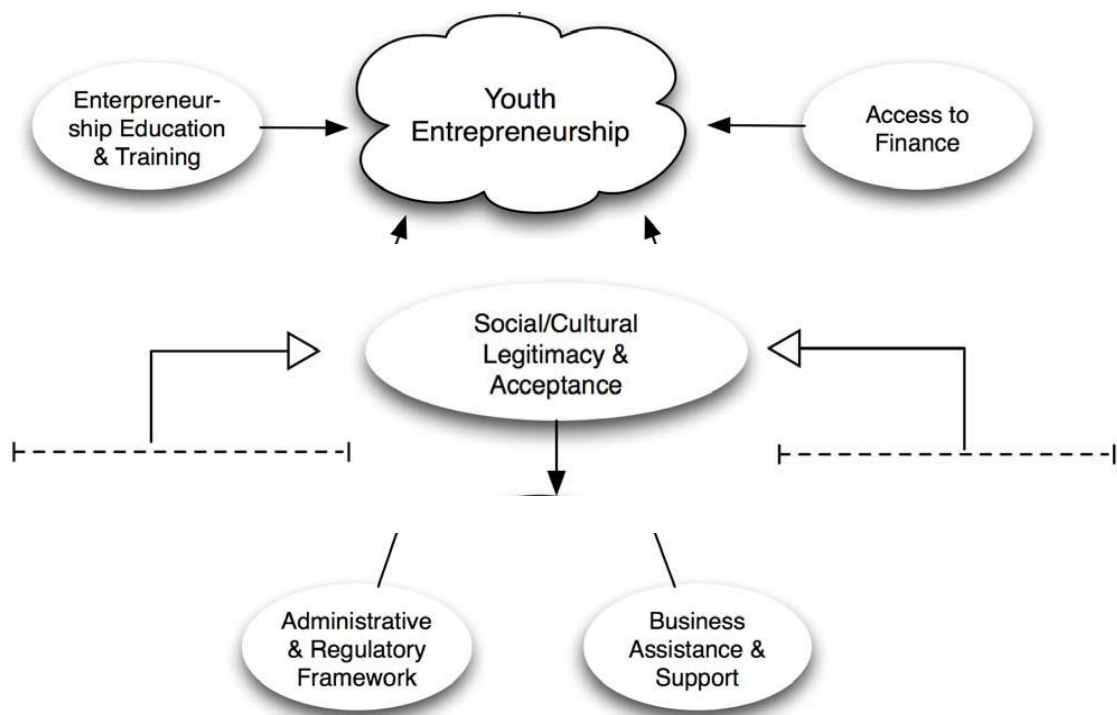 Enterpreneur-
ship Education
& Training
Youth
Entrepreneurship
Access to
Finance
Social/Cultural
Legitimacy &
Acceptance
Administrative
& Regulatory
Framework
Business
Assistance &
Support